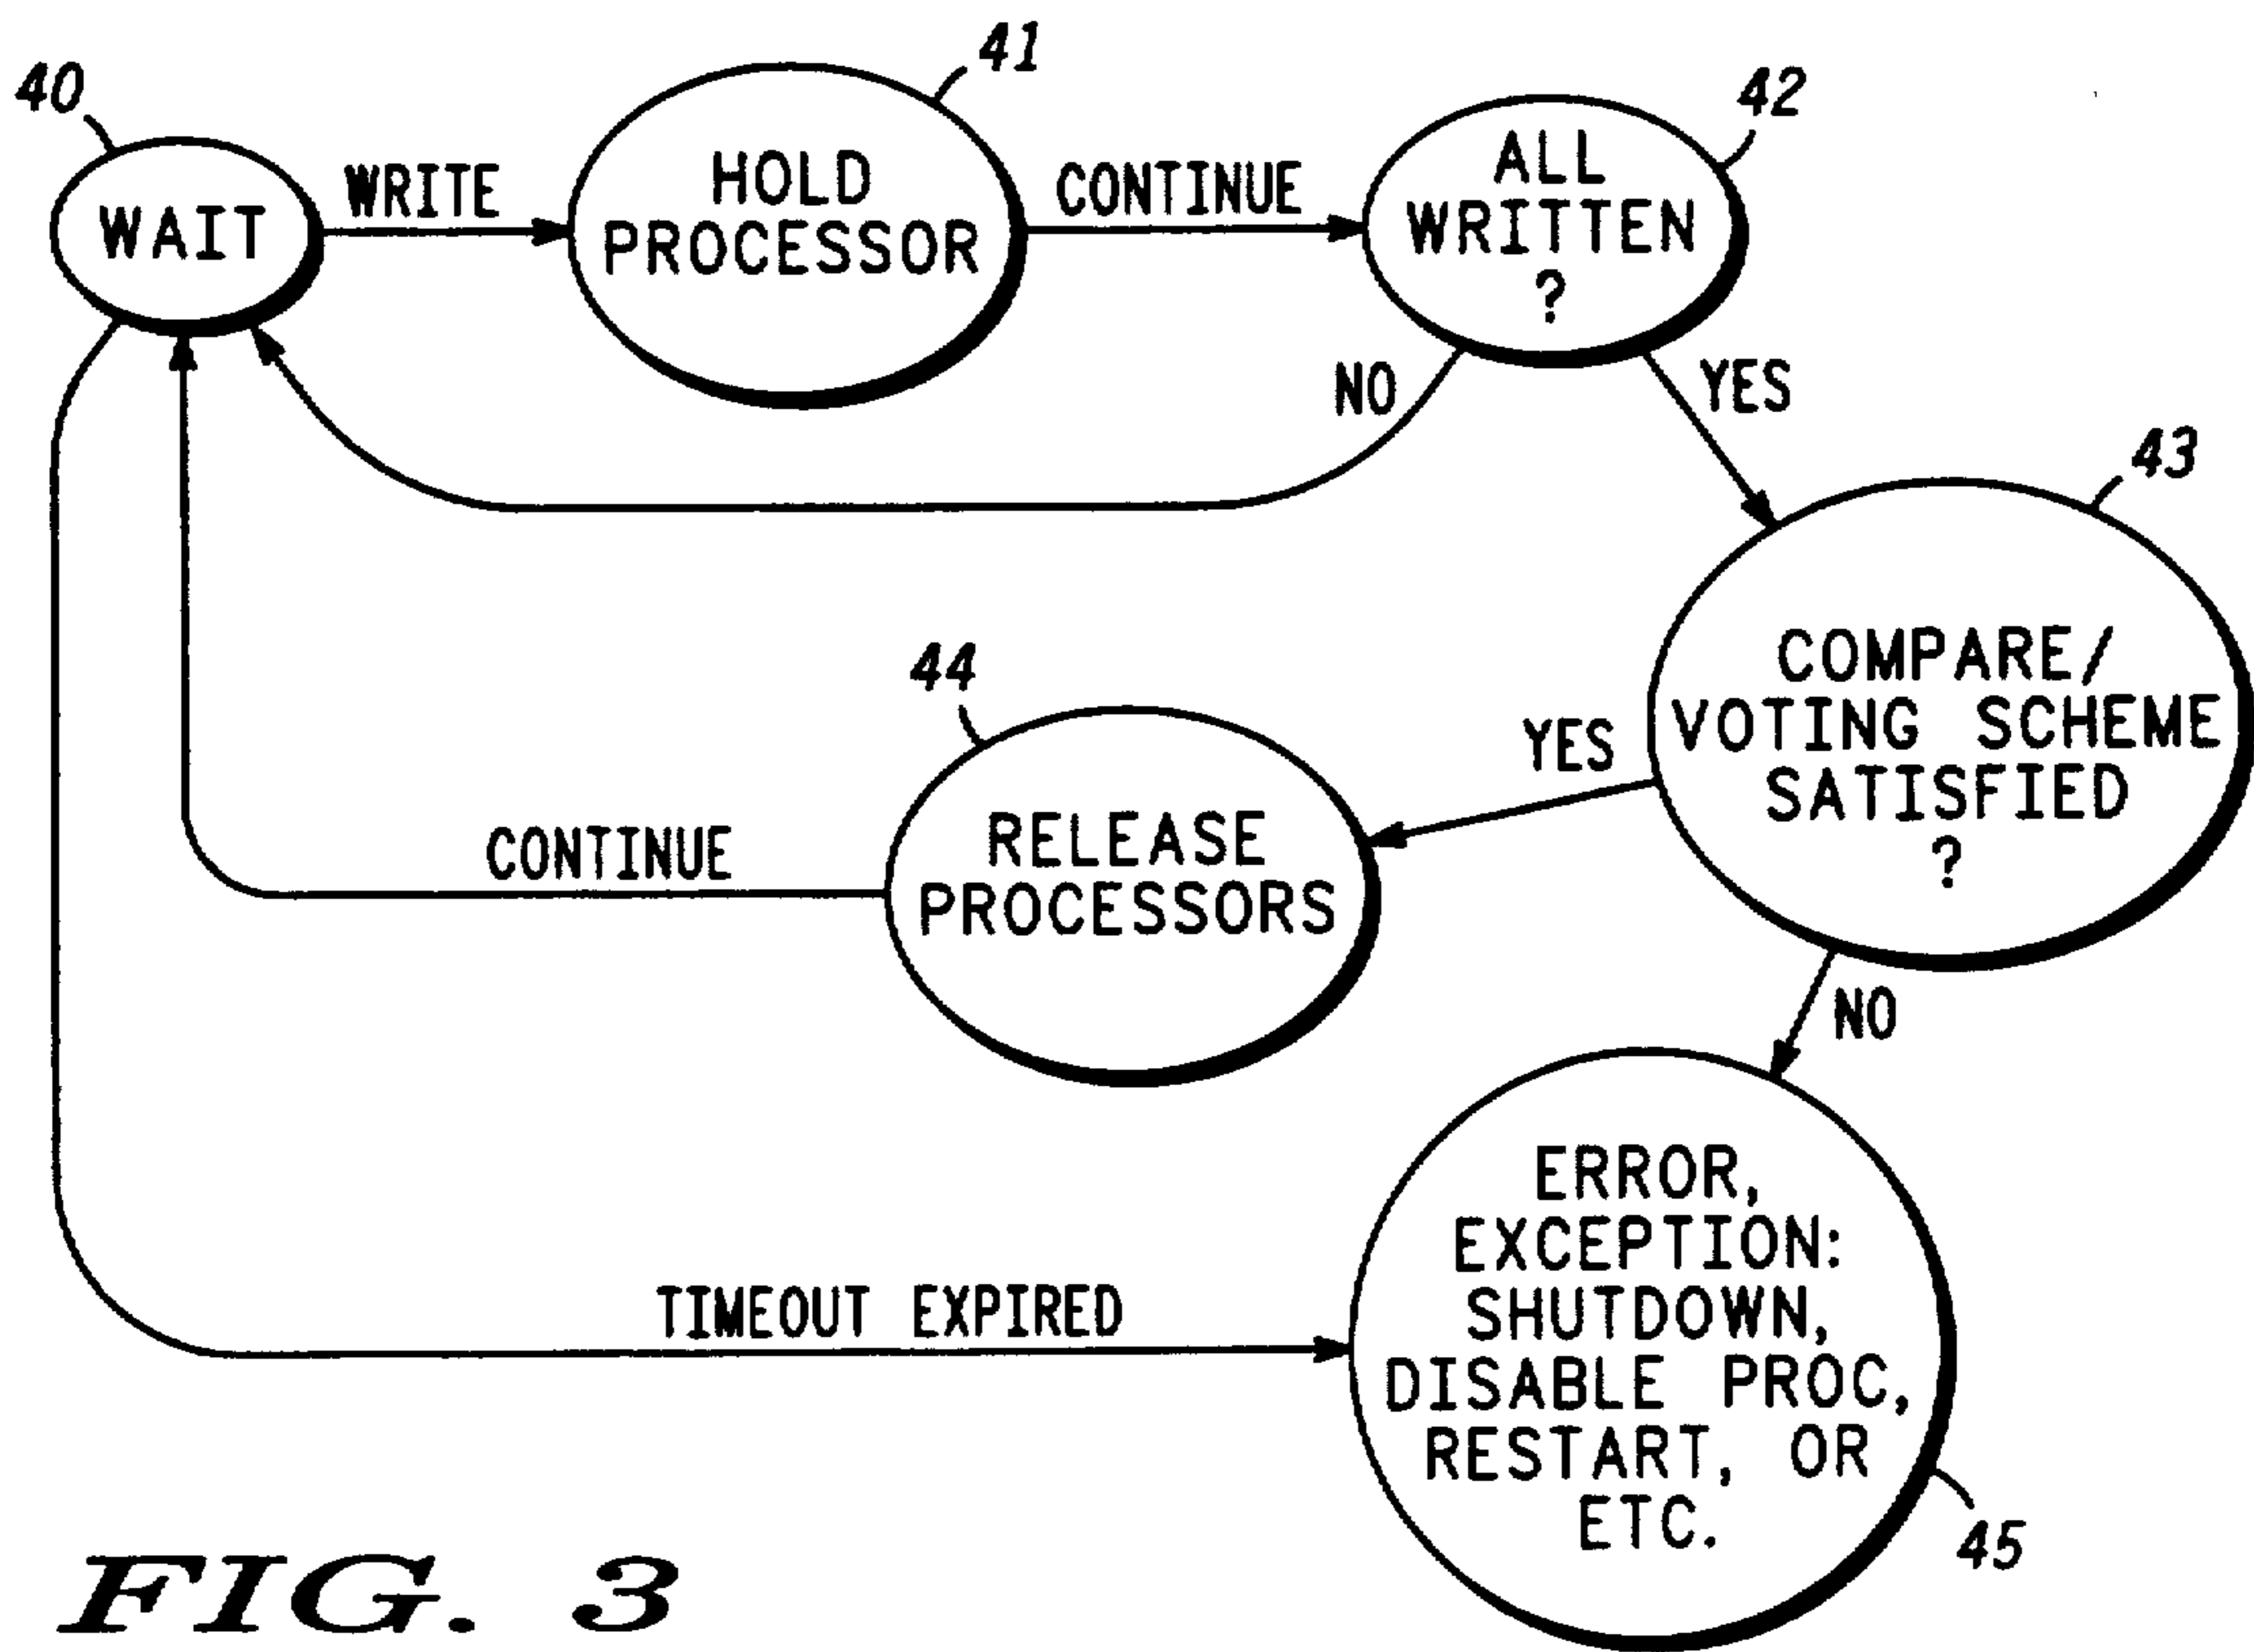 40
41
42
WAIT
WRITE
HOLD
PROCESSOR
CONTINUE
ALL
WRITTEN
?
NO
YES
43
COMPARE/
VOTING SCHEME
SATISFIED
?
YES
44
RELEASE
PROCESSORS
CONTINUE
NO
TIMEOUT EXPIRED
ERROR,
EXCEPTION:
SHUTDOWN,
DISABLE PROC,
RESTART, OR
ETC.
45
FIG. 3